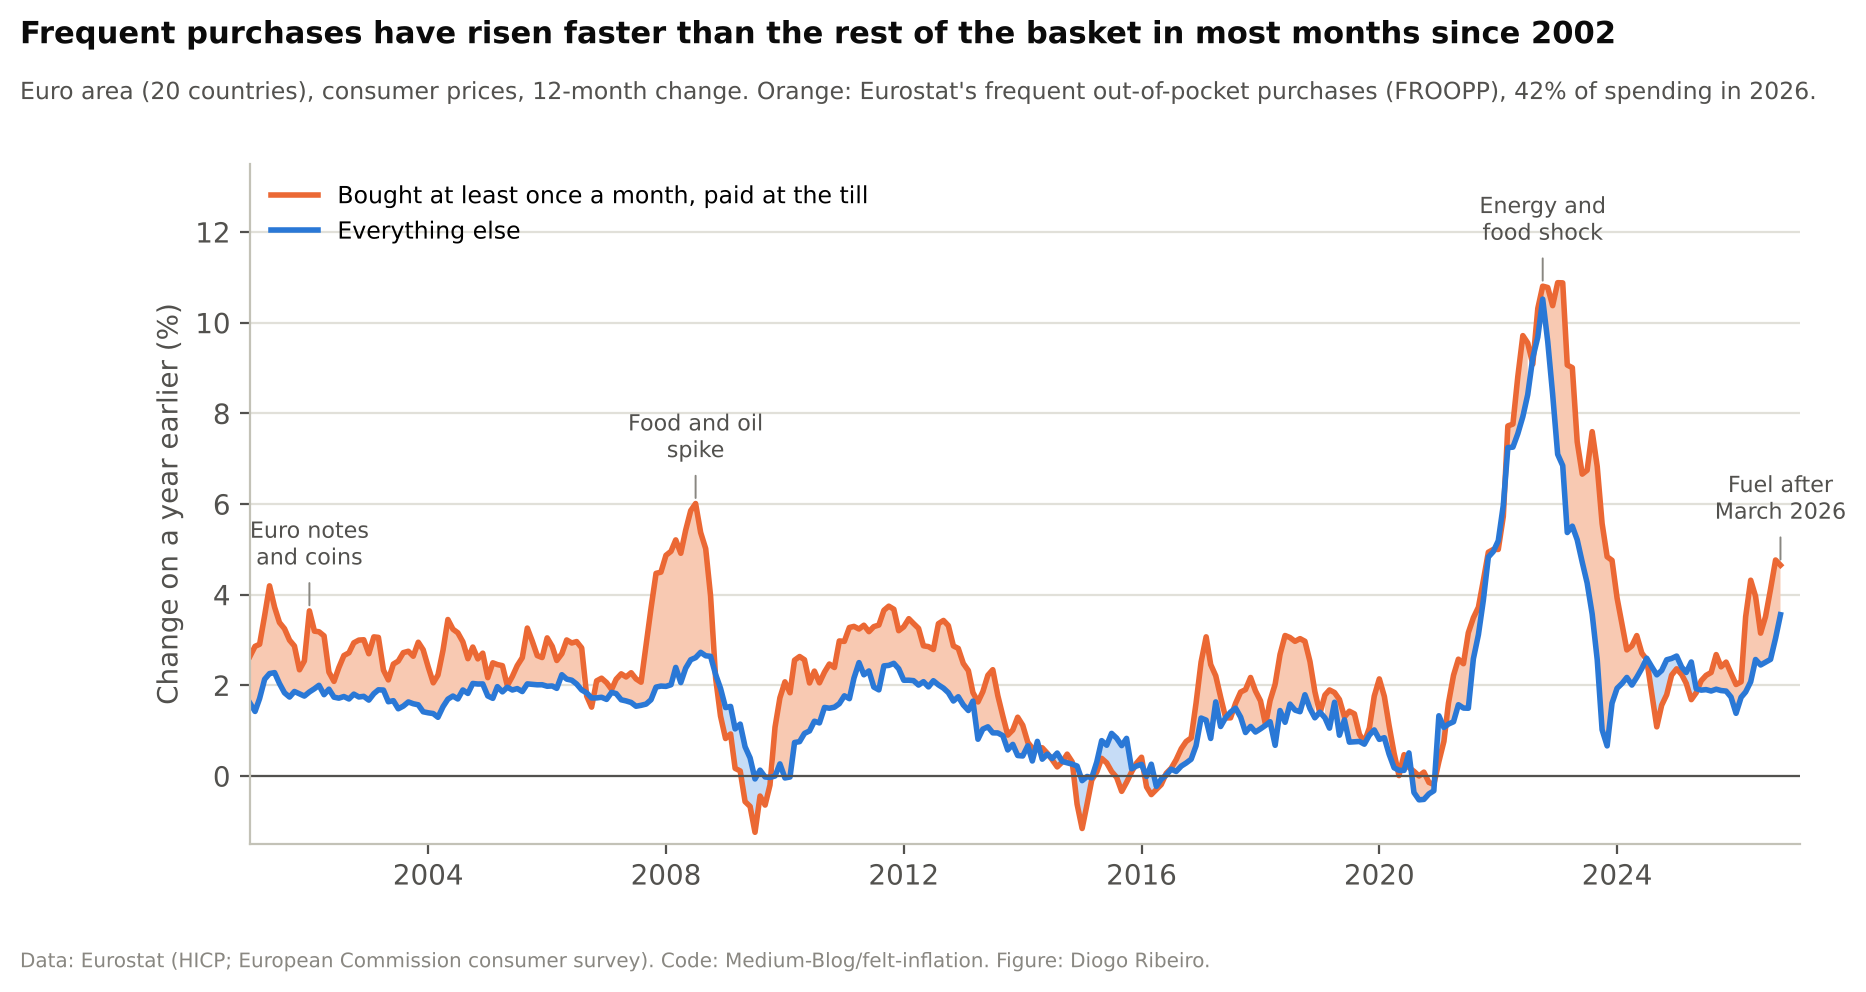 Frequent purchases have risen faster than the rest of the basket in most months since 2002
Euro area (20 countries), consumer prices, 12-month change. Orange: Eurostat's frequent out-of-pocket purchases (FROOPP), 42% of spending in 2026.
Bought at least once a month, paid at the till
Everything else
Change on a year earlier (%)
12
10
8
6
4
2
0
Euro notes
and coins
Food and oil
spike
Energy and
food shock
Fuel after
March 2026
2004
2008
2012
2016
2020
2024
Data: Eurostat (HICP; European Commission consumer survey). Code: Medium-Blog/felt-inflation. Figure: Diogo Ribeiro.